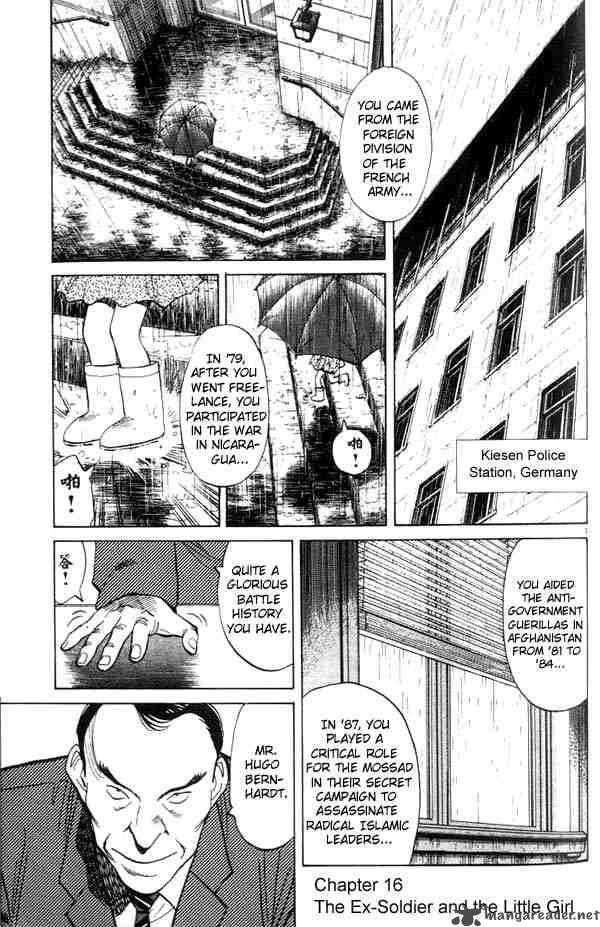 YOU CAME
FROM THE
FOREIGN
DIVISION
OF THE
FRENCH
ARMY...
Kiesen Police
Station, Germany
啪!
IN '79,
AFTER YOU
WENT FREE-
LANCE, YOU
PARTICIPATED
IN THE WAR
IN NICARA-
GUA...
啪!
1
YOU AIDED
THE ANTI-
GOVERNMENT
GUERILLAS IN
AFGHANISTAN
FROM '81 TO
'84...
IN '87, YOU
PLAYED A
CRITICAL ROLE
FOR THE MOSSAD
IN THEIR SECRET
CAMPAIGN TO
ASSASSINATE
RADICAL ISLAMIC
LEADERS...
QUITE A
GLORIOUS
BATTLE
HISTORY
YOU HAVE.
答!
MR.
HUGO
BERN-
HARDT.
Chapter 16
The Ex-Soldier and the Little Girl
mangareader.net